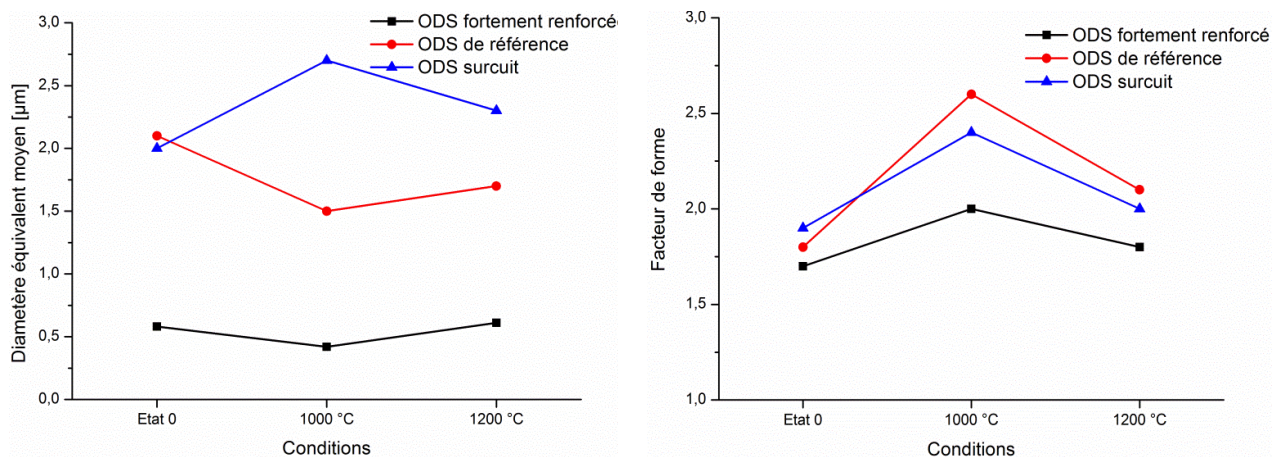 3,0
2,5
2,0
1,5
1,0
0,5
0,0
Diametère équivalent moyen [µm]
ODS fortement renforcée
ODS de référence
ODS surcuit
Etat 0
1000 °C
1200 °C
Conditions
3,0
2,5
2,0
1,5
1,0
Facteur de forme
ODS fortement renforcé
ODS de référence
ODS surcuit
Etat 0
1000 °C
1200 °C
Conditions